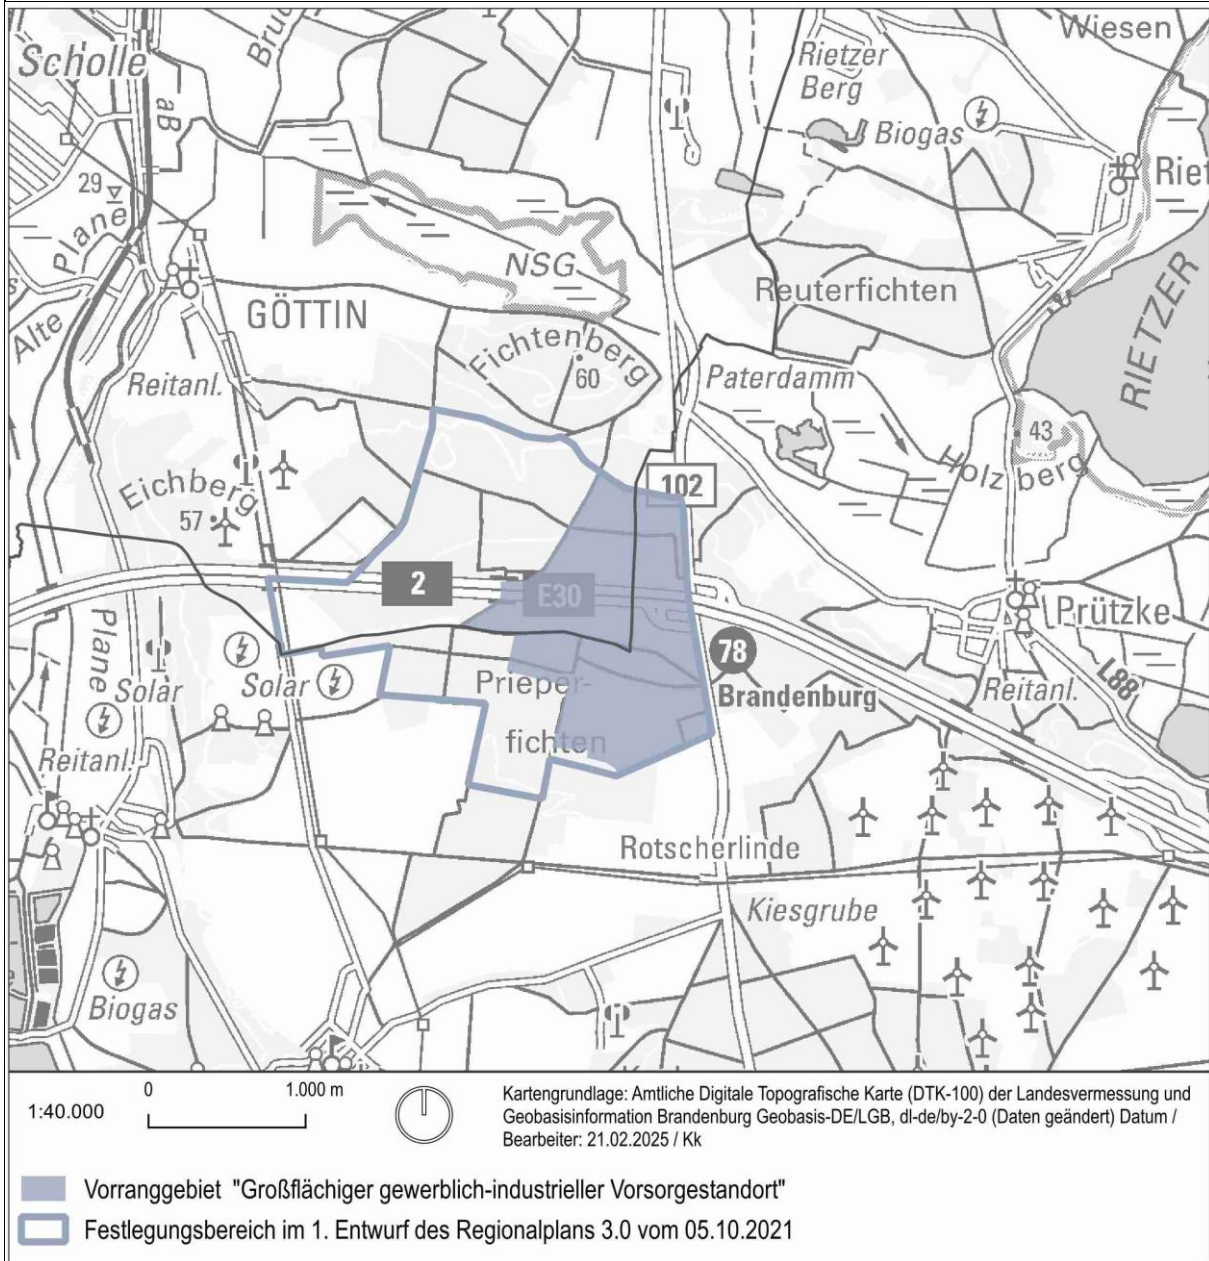 Wiesen
Scholle
Bruc
Rietzer
Berg
aB
Biogas
29
Riet
Plane
NSG
Reuterfichten
GÖTTIN
Alte
Fichtenberg
60
RIETZER
Reitanl.
Paterdamm
43
Holzberg
Eichberg
102
57
2
E30
Prützke
Plane
78
Solar
Solar
Prieper-
Brandenburg
Reitanl.
L88
fichten
Reitanl.
Rotscherlinde
Kiesgrube
Biogas
K
0 1.000 m
1:40.000
Kartengrundlage: Amtliche Digitale Topografische Karte (DTK-100) der Landesvermessung und
Geobasisinformation Brandenburg Geobasis-DE/LGB, dl-de/by-2-0 (Daten geändert) Datum /
Bearbeiter: 21.02.2025 / Kk
Vorranggebiet "Großflächiger gewerblich-industrieller Vorsorgestandort"
Festlegungsbereich im 1. Entwurf des Regionalplans 3.0 vom 05.10.2021